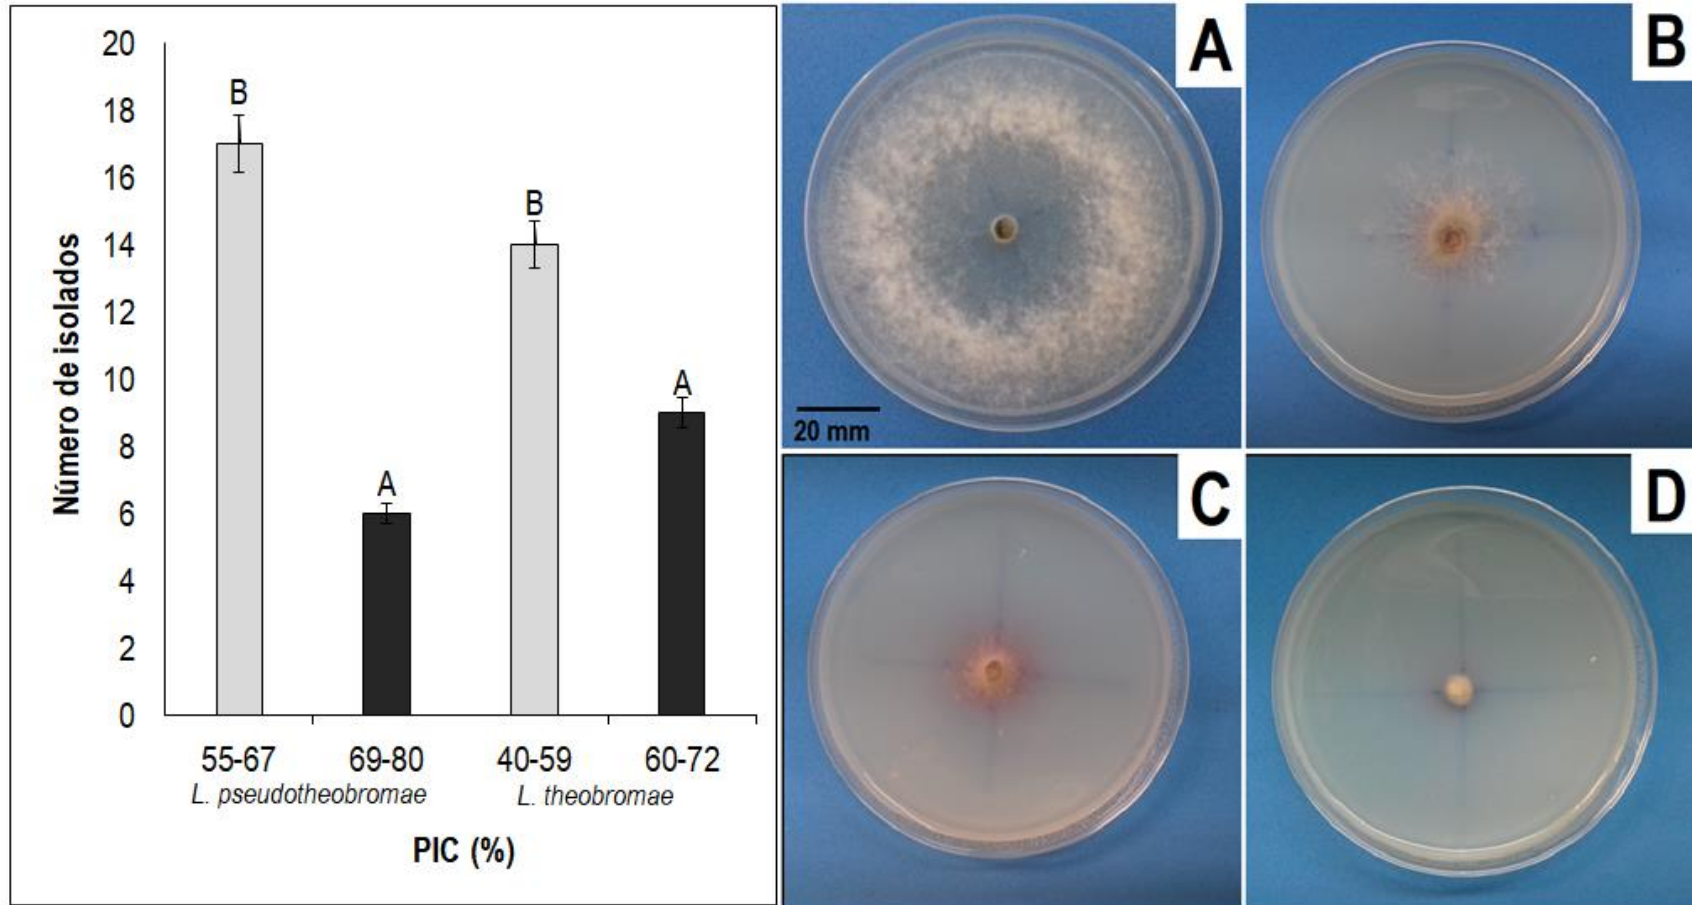 20
18
16
14
12
10
8
6
4
2
0
Número de isolados
B
A
B
A
55-67 69-80 40-59 60-72
L. pseudotheobromae L. theobromae
PIC (%)
A
20 mm
B
C
D